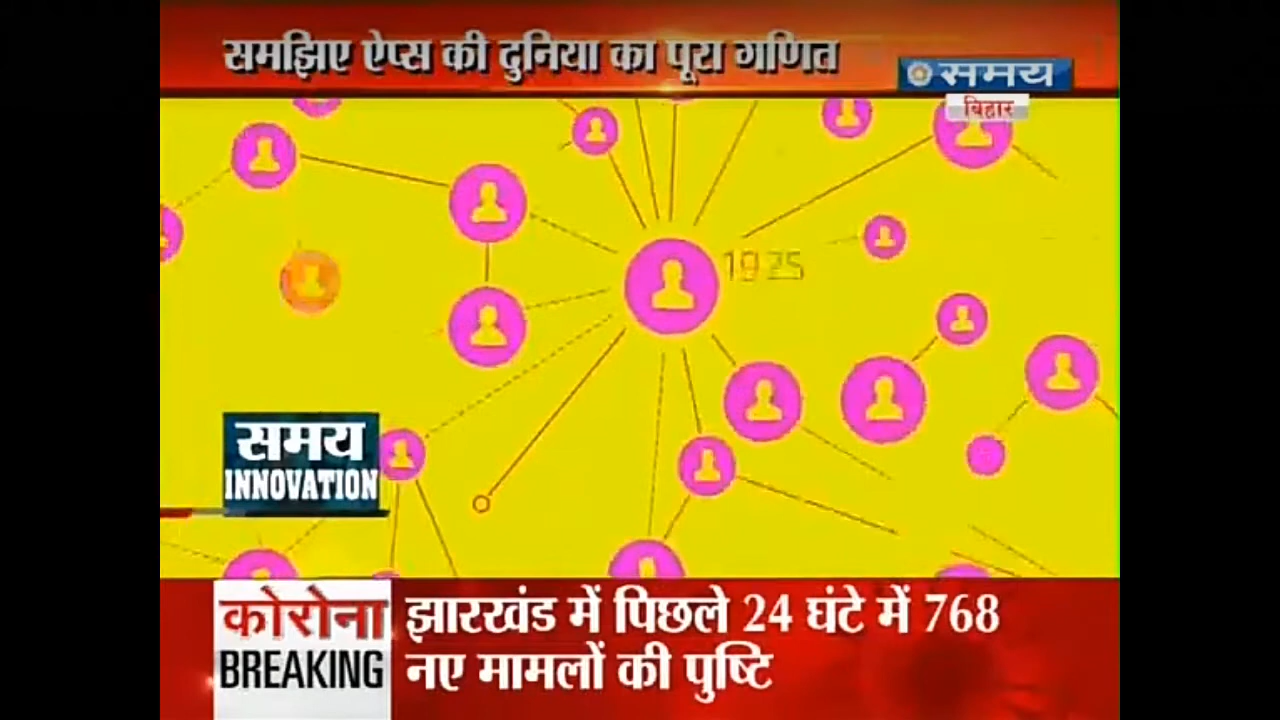 समझिए ऐप्स की दुनिया का पूरा गणित
समय
बिहार
1925
समय
INNOVATION
कोरोना
BREAKING
झारखंड में पिछले 24 घंटे में 768
नए मामलों की पुष्टि